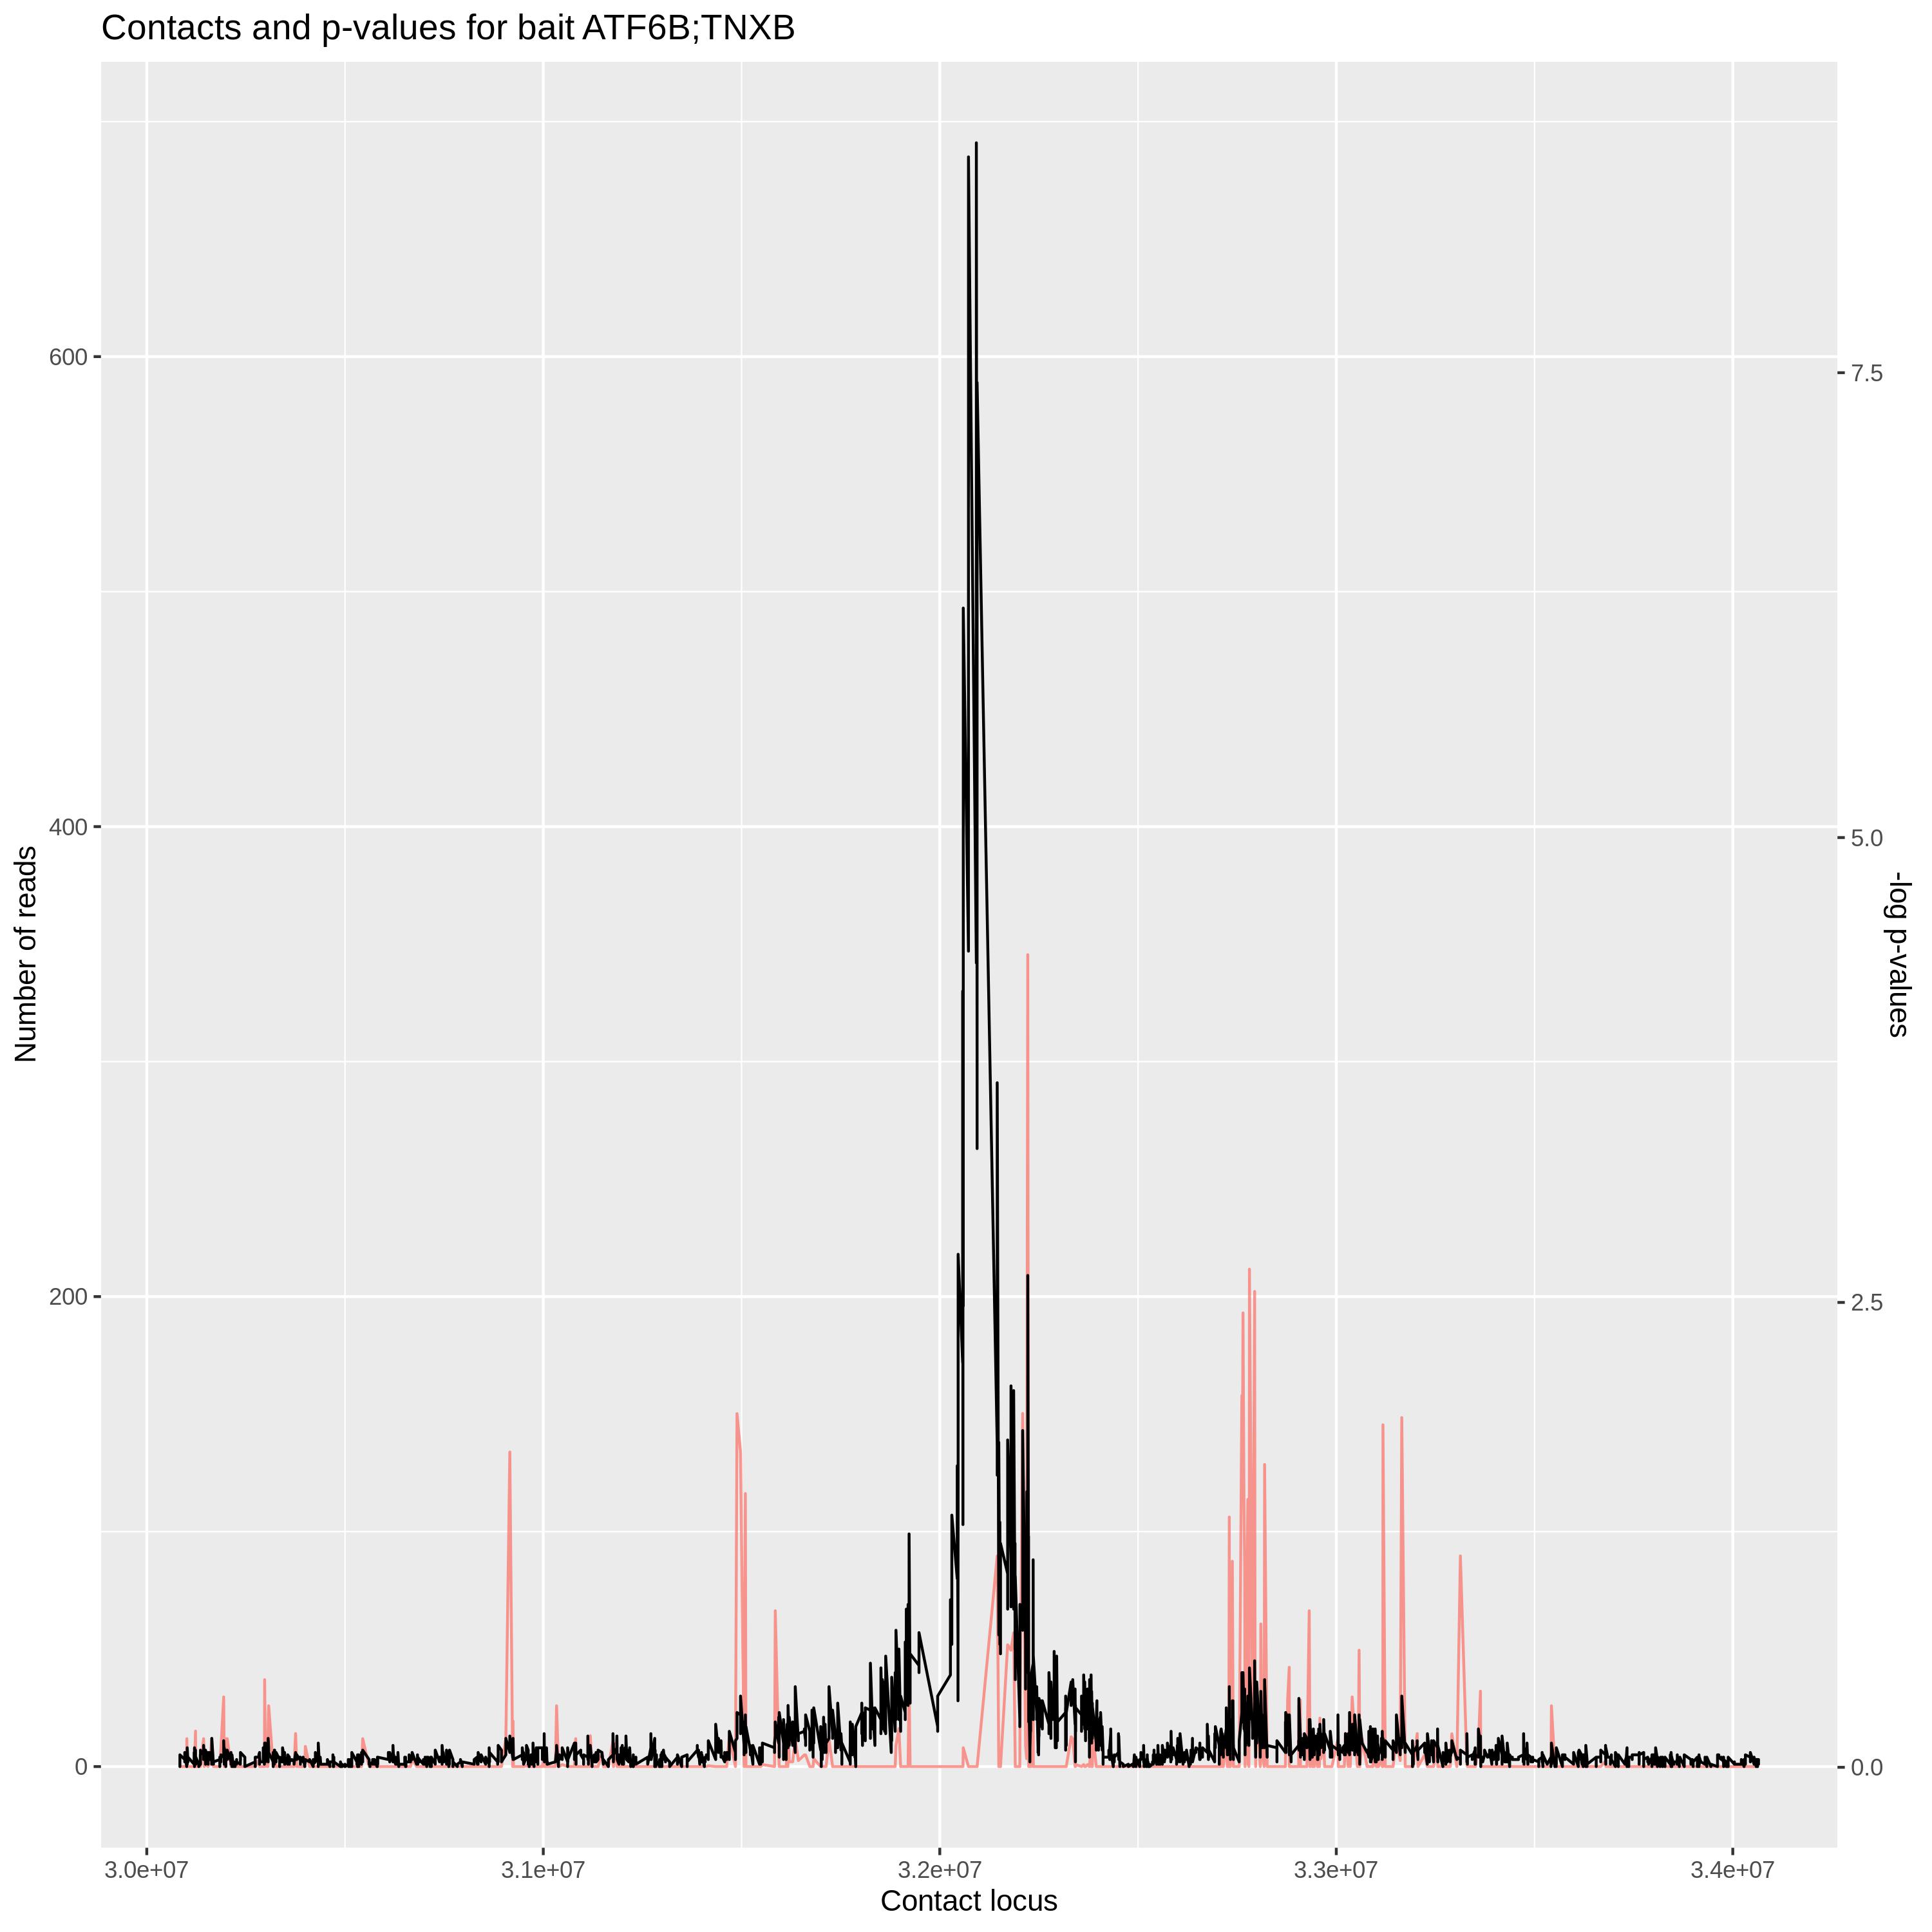 Contacts and p-values for bait ATF6B;TNXB
Number of reads
600
400
200
0
7.5
5.0
2.5
0.0
-log p-values
3.0e+07
3.1e+07
3.2e+07
3.3e+07
3.4e+07
Contact locus